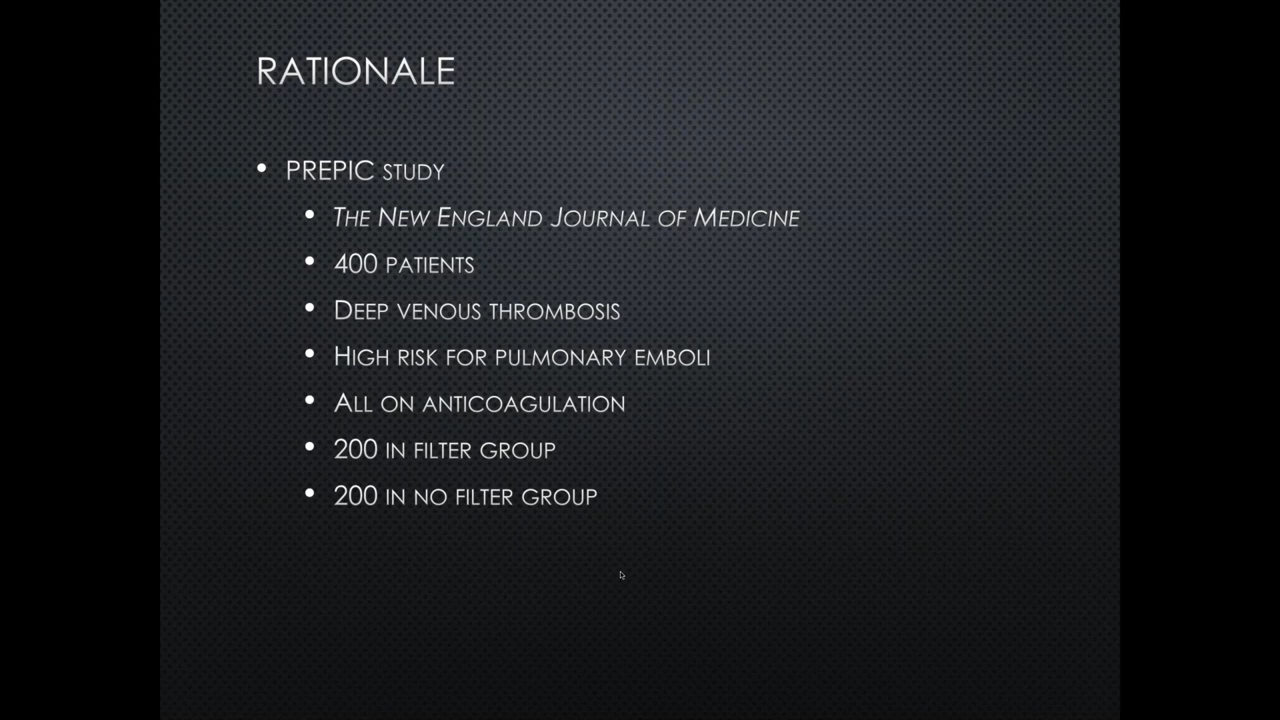 RATIONALE
• PREPIC STUDY
• THE NEW ENGLAND JOURNAL OF MEDICINE
• 400 PATIENTS
• DEEP VENOUS THROMBOSIS
• HIGH RISK FOR PULMONARY EMBOLI
• ALL ON ANTICOAGULATION
• 200 IN FILTER GROUP
• 200 IN NO FILTER GROUP